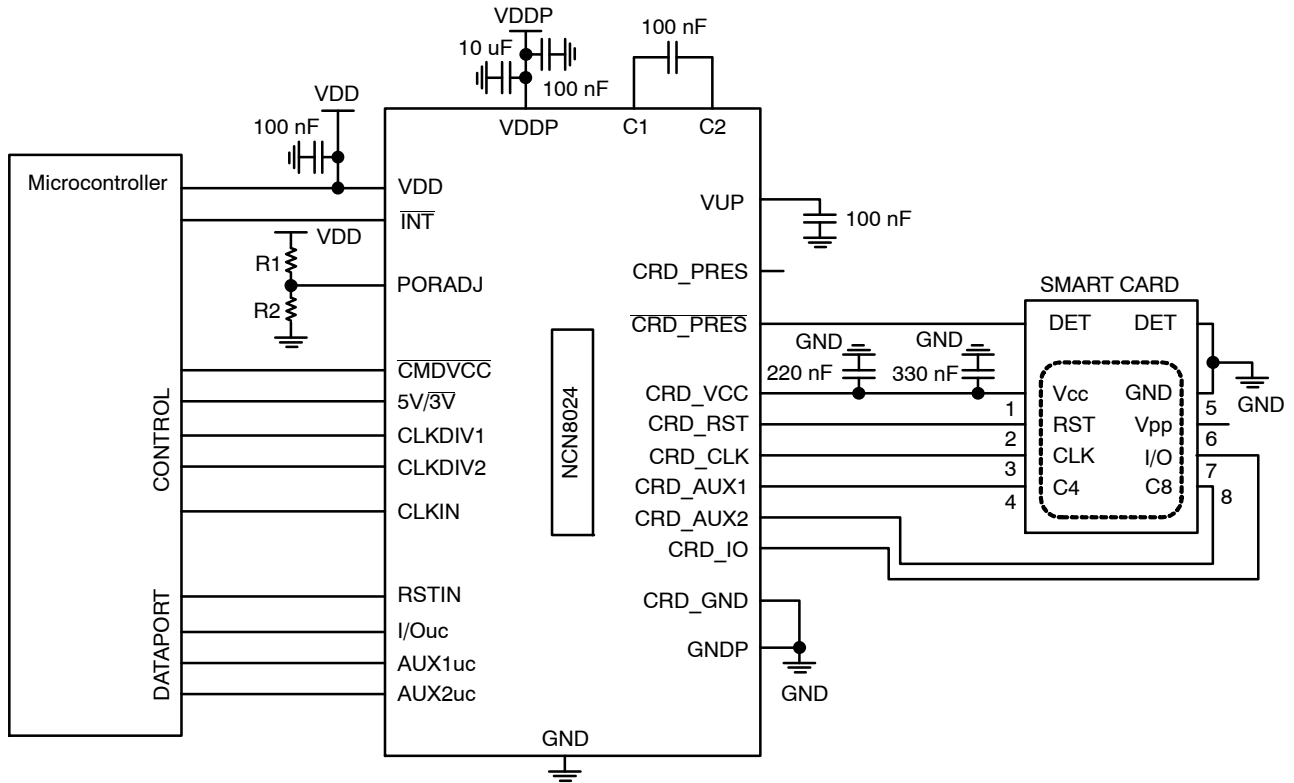 VDDP
10 uF
100 nF
100 nF
VDD
100 nF
VDDP
C1
C2
Microcontroller
VDD
INT
VDD
R1
R2
PORADJ
CONTROL
CMDVCC
5V/3V
CLKDIV1
CLKDIV2
CLKIN
DATAPORT
RSTIN
I/Ouc
AUX1uc
AUX2uc
NCN8024
GND
VUP
100 nF
CRD_PRES
CRD_PRES
GND
220 nF
GND
330 nF
CRD_VCC
CRD_RST
CRD_CLK
CRD_AUX1
CRD_AUX2
CRD_IO
CRD_GND
GNDP
GND
SMART CARD
DET
DET
Vcc
GND
RST
Vpp
CLK
I/O
C4
C8
1
2
3
4
5
6
7
8
GND